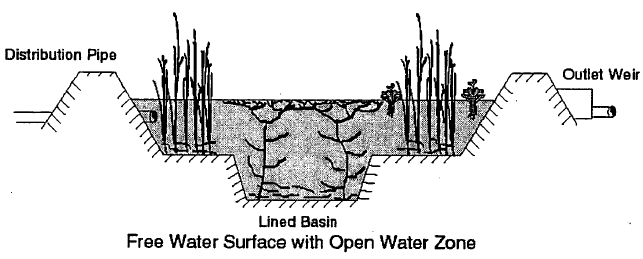 Distribution Pipe
Outlet Weir
Lined Basin
Free Water Surface with Open Water Zone